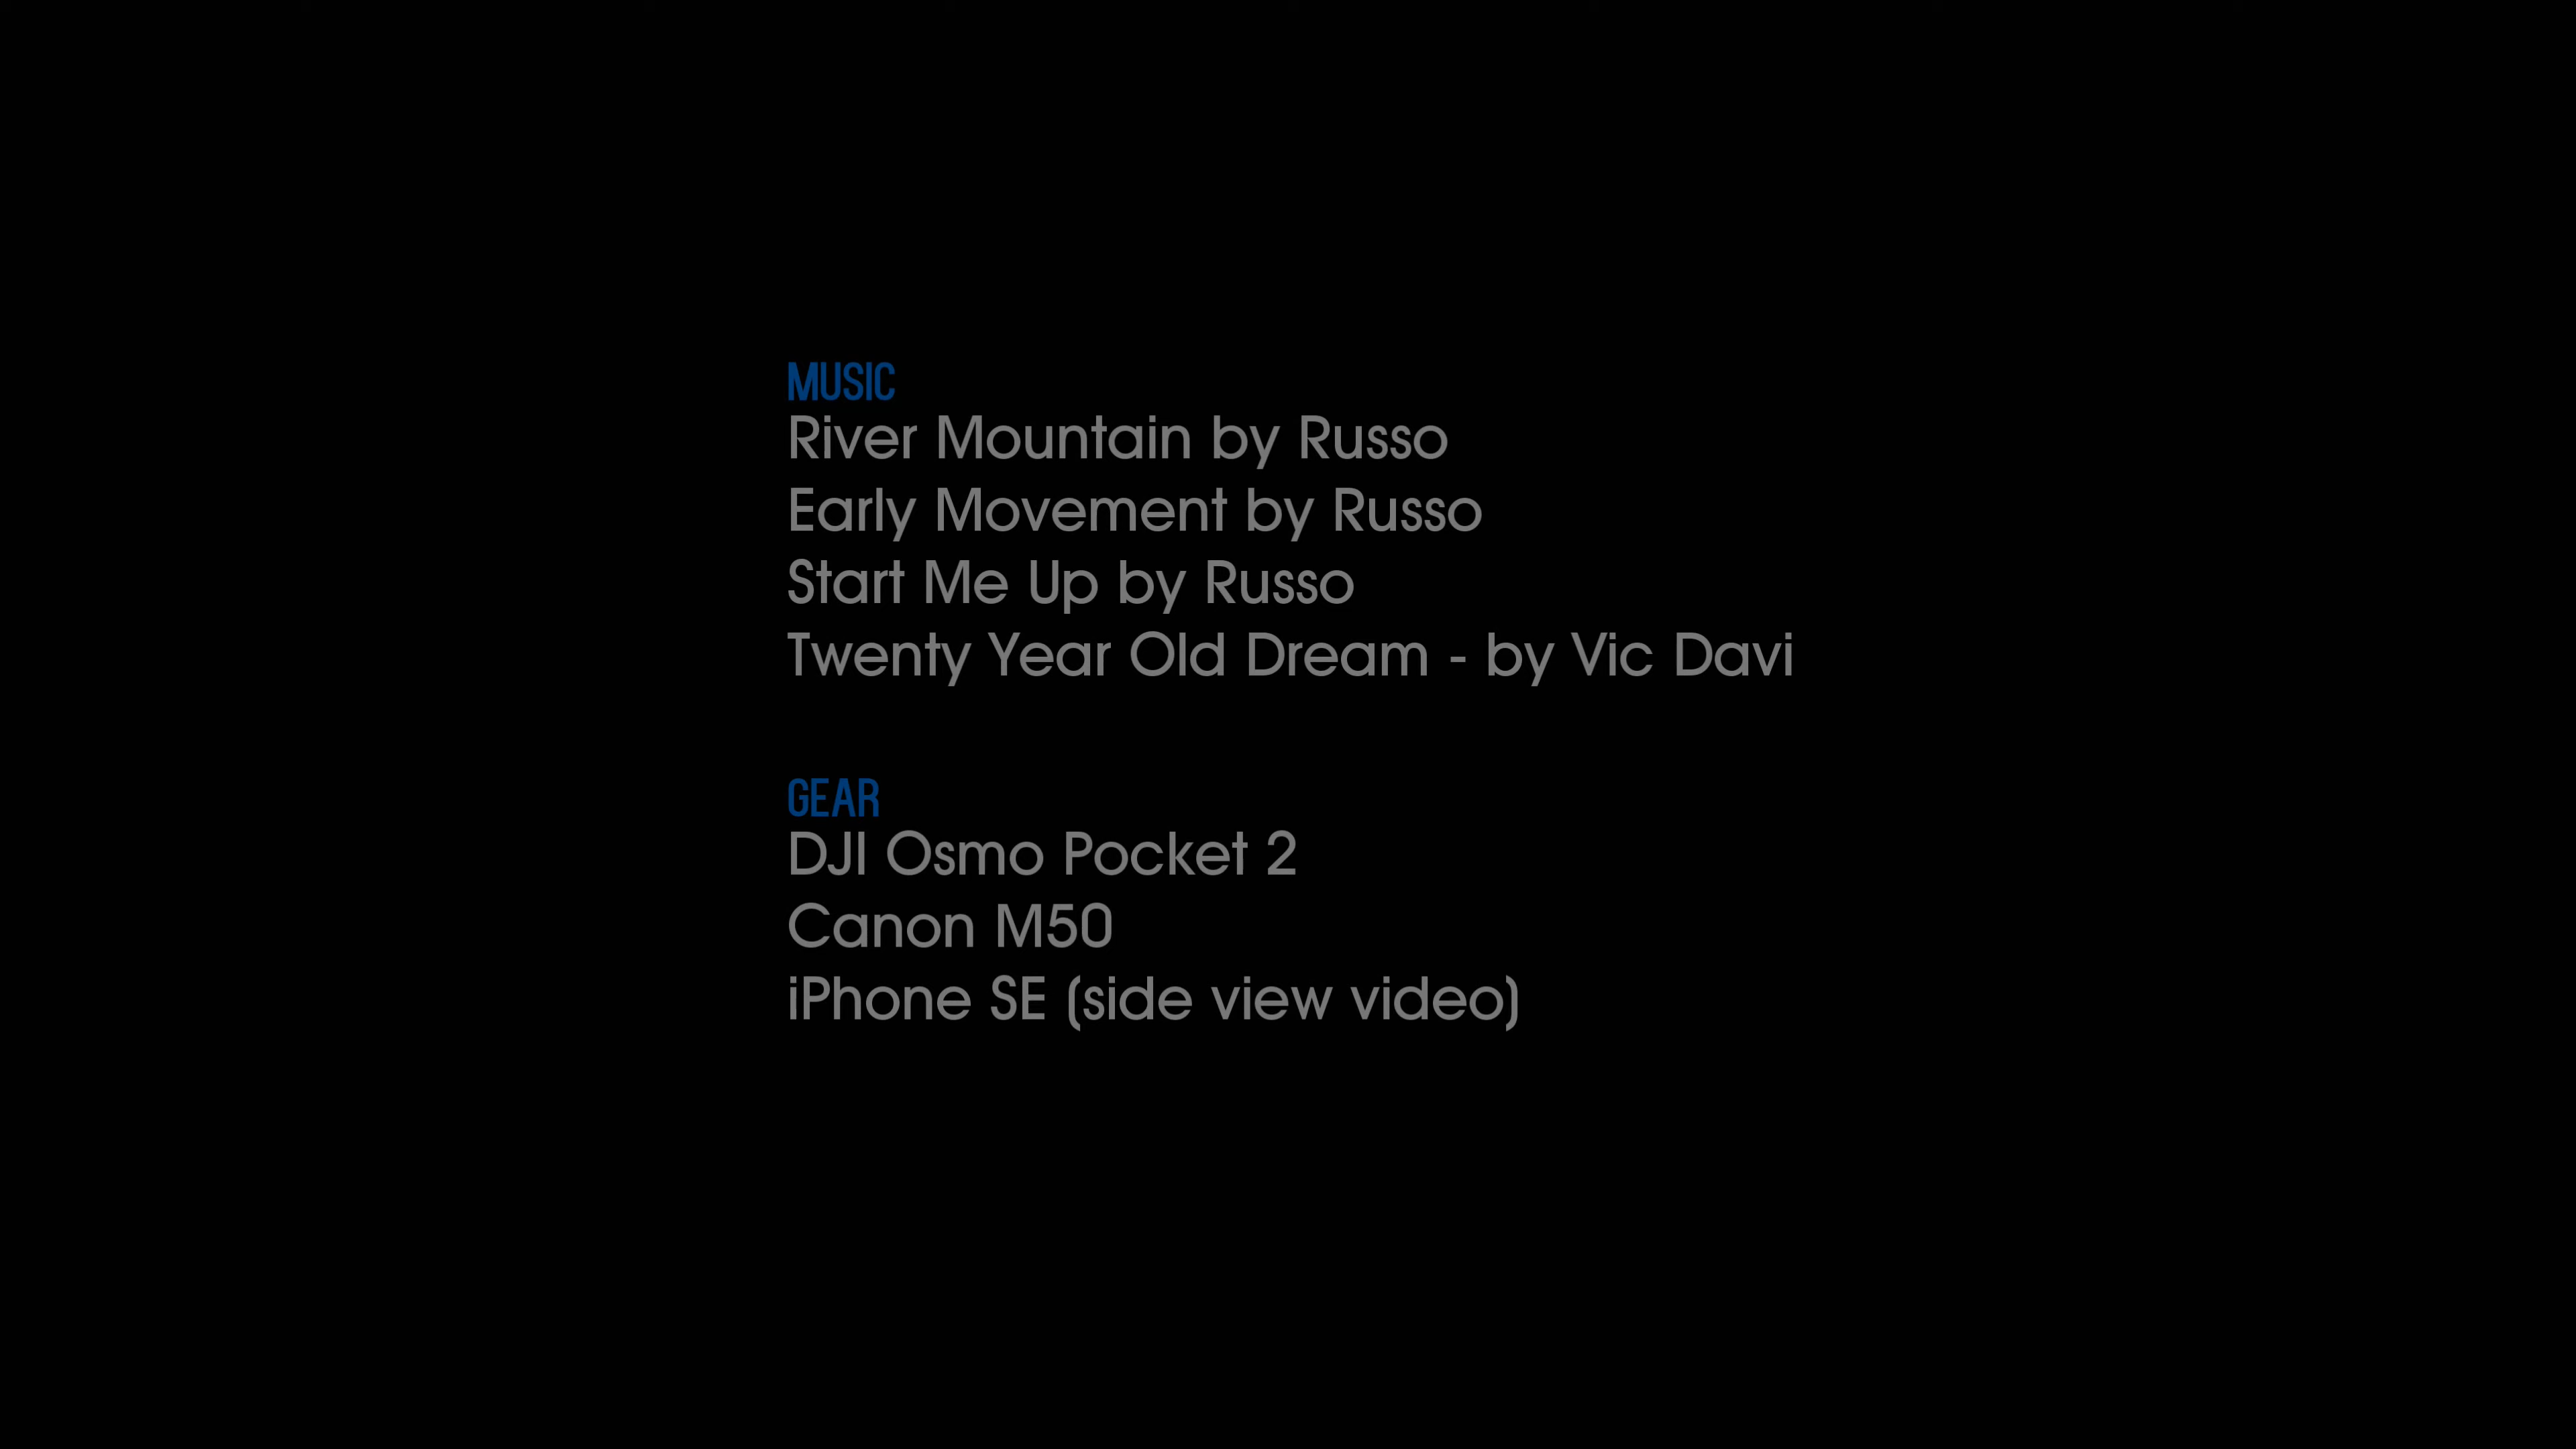 MUSIC
River Mountain by Russo
Early Movement by Russo
Start Me Up by Russo
Twenty Year Old Dream - by Vic Davi
GEAR
DJI Osmo Pocket 2
Canon M50
iPhone SE (side view video)